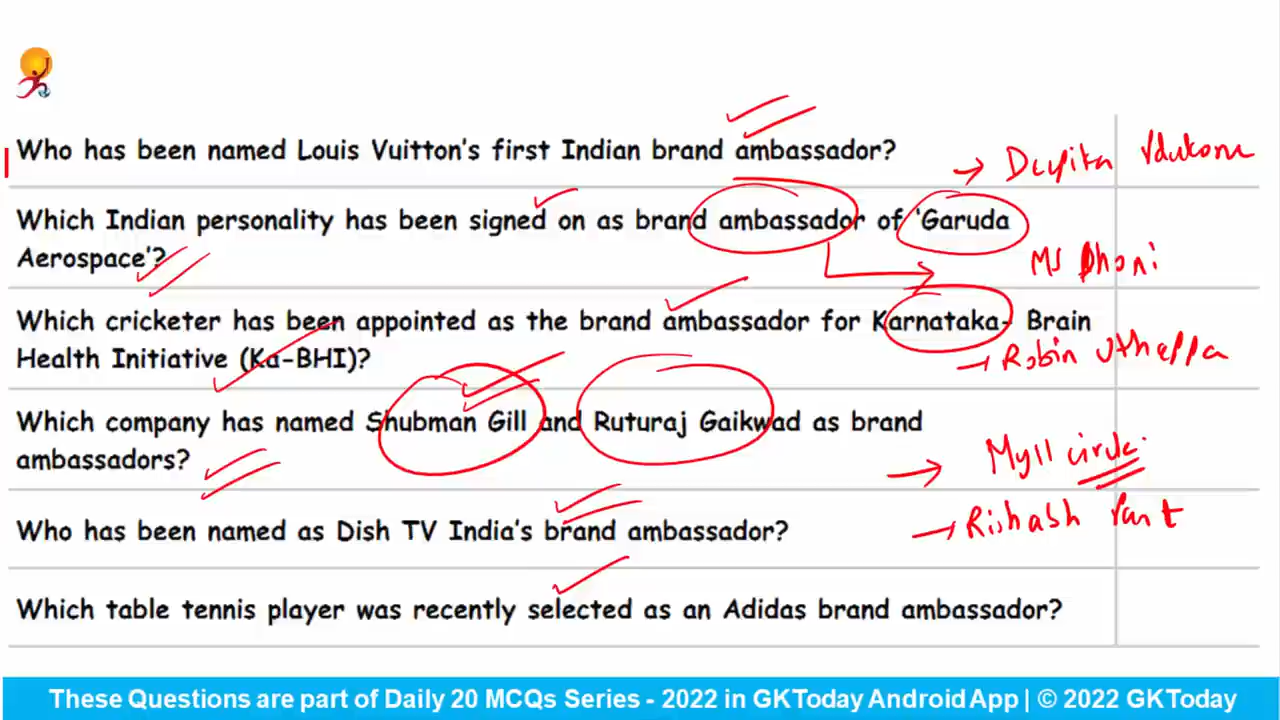 Who has been named Louis Vuitton's first Indian brand ambassador?
→ Deepika Pdukone
Which Indian personality has been signed on as brand ambassador of 'Garuda
Aerospace'?
MS Dhoni
Which cricketer has been appointed as the brand ambassador for Karnataka- Brain
Health Initiative (Ka-BHI)?
→ Robin Uthappa
Which company has named Shubman Gill and Ruturaj Gaikwad as brand
ambassadors?
→ My11 circle
Who has been named as Dish TV India's brand ambassador?
→ Rishabh Pant
Which table tennis player was recently selected as an Adidas brand ambassador?
These Questions are part of Daily 20 MCQs Series - 2022 in GKToday Android App | © 2022 GKToday